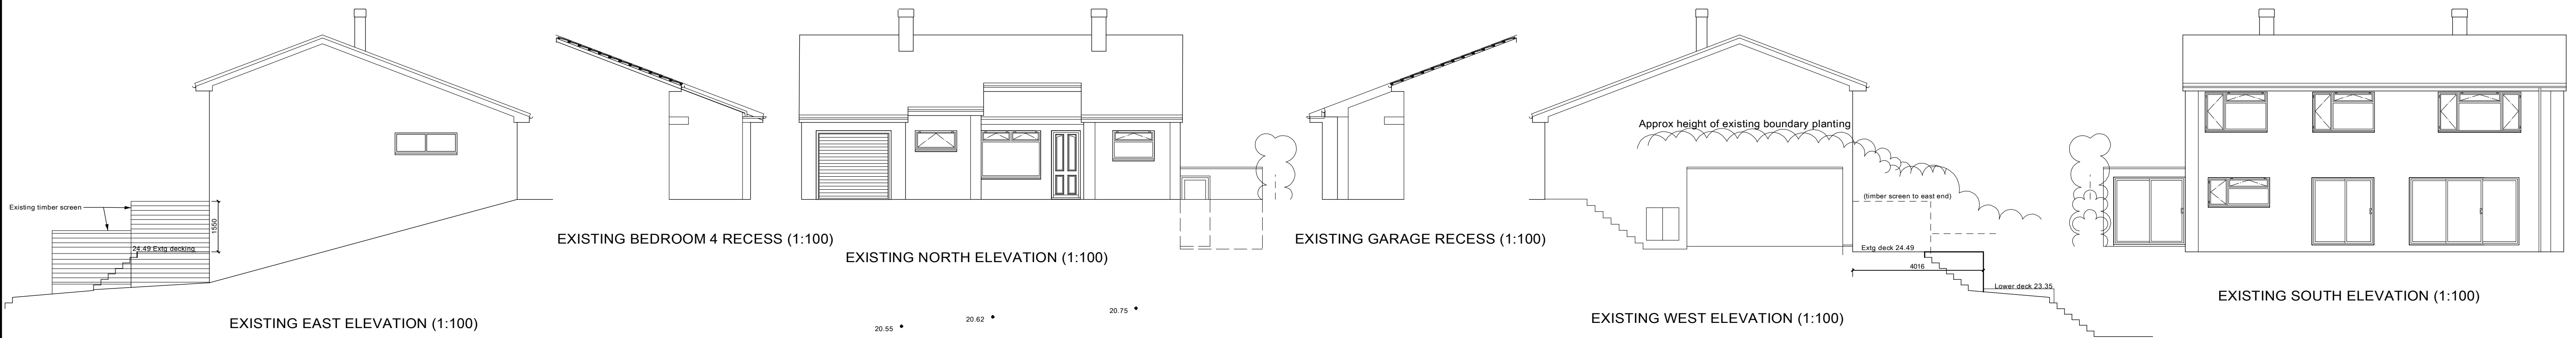 Existing timber screen
1550
24.49 Extg decking
EXISTING EAST ELEVATION (1:100)
EXISTING BEDROOM 4 RECESS (1:100)
EXISTING NORTH ELEVATION (1:100)
20.55
20.62
20.75
EXISTING GARAGE RECESS (1:100)
Approx height of existing boundary planting
(timber screen to east end)
Extg deck 24.49
4016
Lower deck 23.35
EXISTING WEST ELEVATION (1:100)
EXISTING SOUTH ELEVATION (1:100)